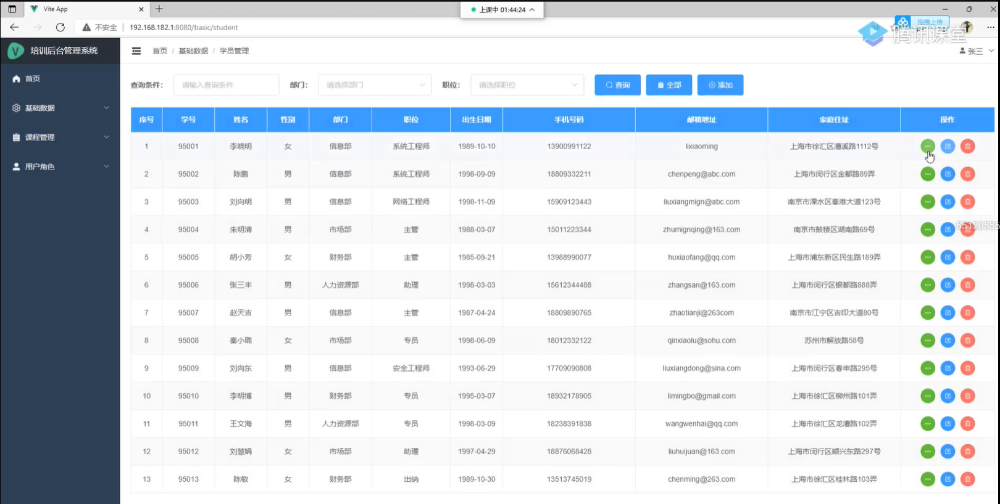 Vite App
上课中 01:44:24
不安全 192.168.182.1:8080/basic/student
拖拽上传
腾讯课堂
培训后台管理系统
首页 / 基础数据 / 学员管理
张三
首页
基础数据
课程管理
用户角色
查询条件: 请输入查询条件 部门: 请选择部门 职位: 请选择职位 查询 全部 添加
序号 学号 姓名 性别 部门 职位 出生日期 手机号码 邮箱地址 家庭住址 操作
1 95001 李晓明 女 信息部 系统工程师 1989-10-10 13900991122 lixiaoming 上海市徐汇区漕溪路1112号
2 95002 陈鹏 男 信息部 系统工程师 1998-09-09 18809332211 chenpeng@abc.com 上海市闵行区金都路89弄
3 95003 刘向明 男 信息部 网络工程师 1998-11-09 15909123443 liuxiangmign@abc.com 南京市溧水区秦淮大道123号
4 95004 朱明清 男 市场部 主管 1988-03-07 15011223344 zhumignqing@163.com 南京市鼓楼区湖南路69号
65120555
5 95005 胡小芳 女 财务部 主管 1985-09-21 13988990077 huxiaofang@qq.com 上海市浦东新区民生路189弄
6 95006 张三丰 男 人力资源部 助理 1998-03-03 15612344488 zhangsan@163.com 上海市闵行区银都路888弄
7 95007 赵天吉 男 信息部 主管 1987-04-24 18809890765 zhaotianji@263com 南京市江宁区吉印大道80号
8 95008 秦小璐 女 市场部 专员 1998-06-09 18012332122 qinxiaolu@sohu.com 苏州市解放路58号
9 95009 刘向东 男 信息部 安全工程师 1993-06-29 17709090808 liuxiangdong@sina.com 上海市闵行区春申路295号
10 95010 李明博 男 财务部 专员 1995-03-07 18932178905 limingbo@gmail.com 上海市徐汇区柳州路101弄
11 95011 王文海 男 人力资源部 专员 1998-03-09 18238391838 wangwenhai@qq.com 上海市徐汇区龙漕路102弄
12 95012 刘慧娟 女 市场部 助理 1997-04-29 18876068428 liuhuijuan@163.com 上海市闵行区顺兴东路297号
13 95013 陈敏 女 财务部 出纳 1989-10-30 13513745019 chenming@263.com 上海市徐汇区桂林路103弄